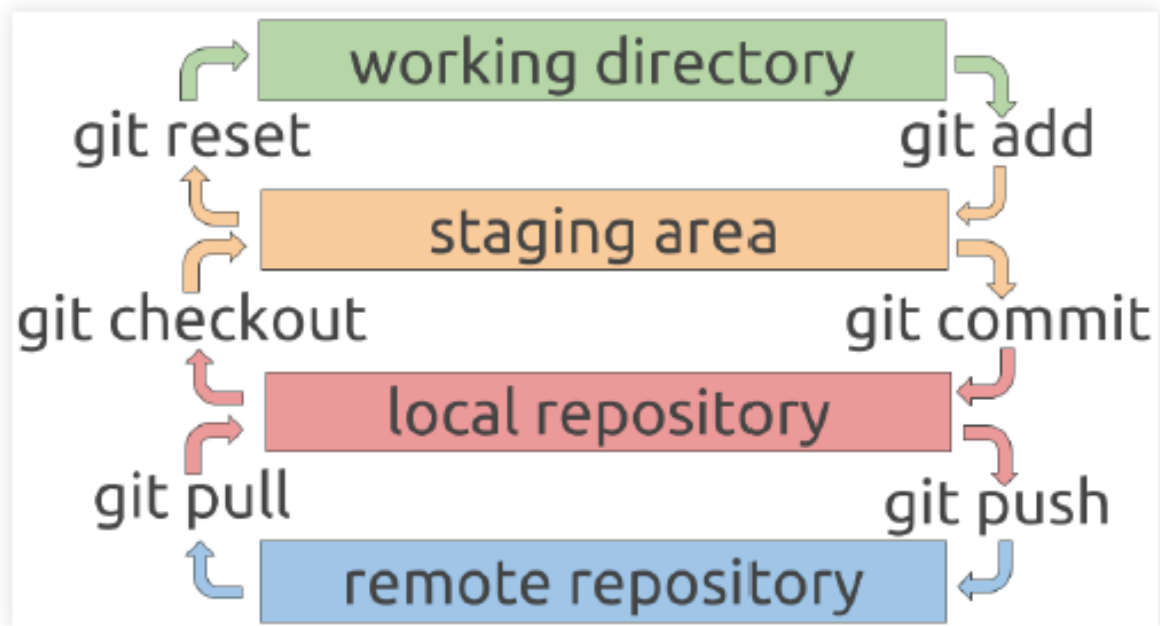 working directory
git reset
git add
staging area
git checkout
git commit
local repository
git pull
git push
remote repository